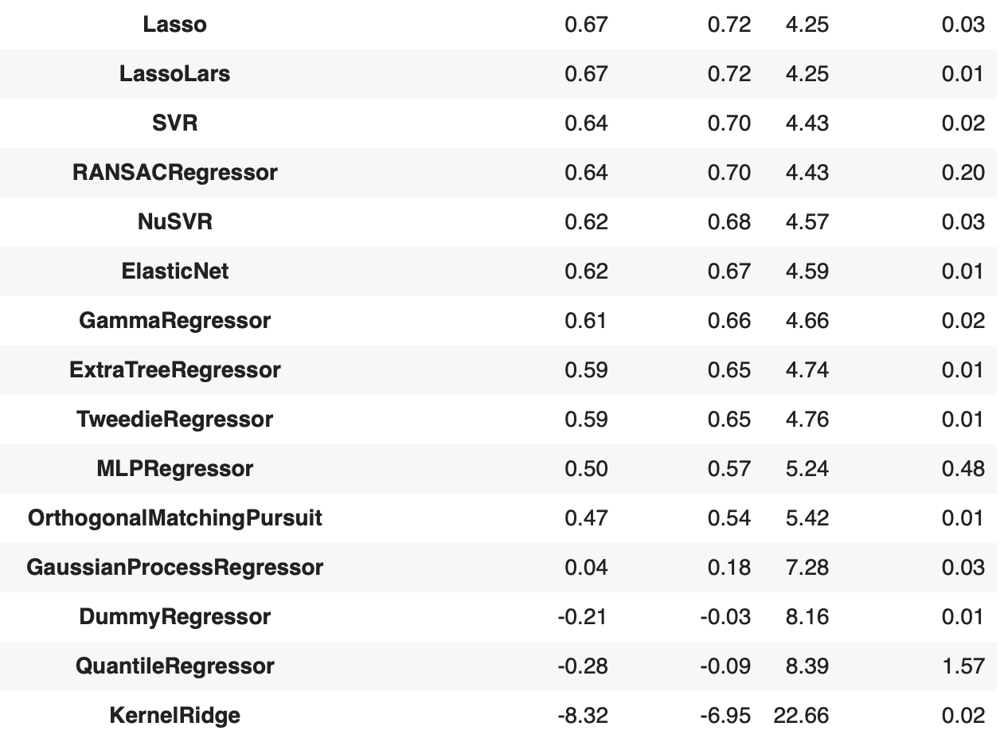 Lasso 0.67 0.72 4.25 0.03
LassoLars 0.67 0.72 4.25 0.01
SVR 0.64 0.70 4.43 0.02
RANSACRegressor 0.64 0.70 4.43 0.20
NuSVR 0.62 0.68 4.57 0.03
ElasticNet 0.62 0.67 4.59 0.01
GammaRegressor 0.61 0.66 4.66 0.02
ExtraTreeRegressor 0.59 0.65 4.74 0.01
TweedieRegressor 0.59 0.65 4.76 0.01
MLPRegressor 0.50 0.57 5.24 0.48
OrthogonalMatchingPursuit 0.47 0.54 5.42 0.01
GaussianProcessRegressor 0.04 0.18 7.28 0.03
DummyRegressor -0.21 -0.03 8.16 0.01
QuantileRegressor -0.28 -0.09 8.39 1.57
KernelRidge -8.32 -6.95 22.66 0.02